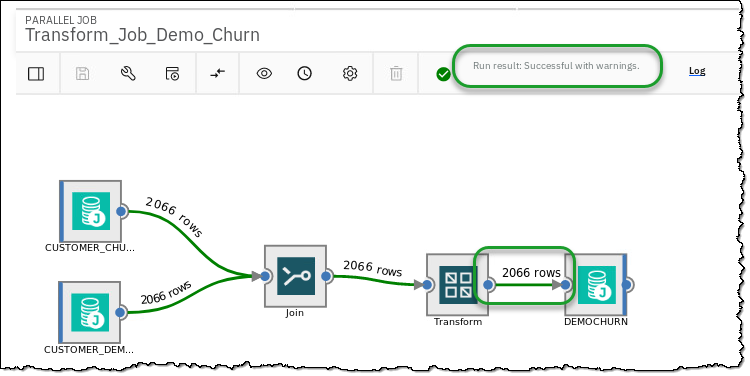 PARALLEL JOB
Transform_Job_Demo_Churn
Run result: Successful with warnings.
Log
2066 rows
CUSTOMER_CHU...
2066 rows
CUSTOMER_DEM...
Join
2066 rows
Transform
2066 rows
DEMOCHURN